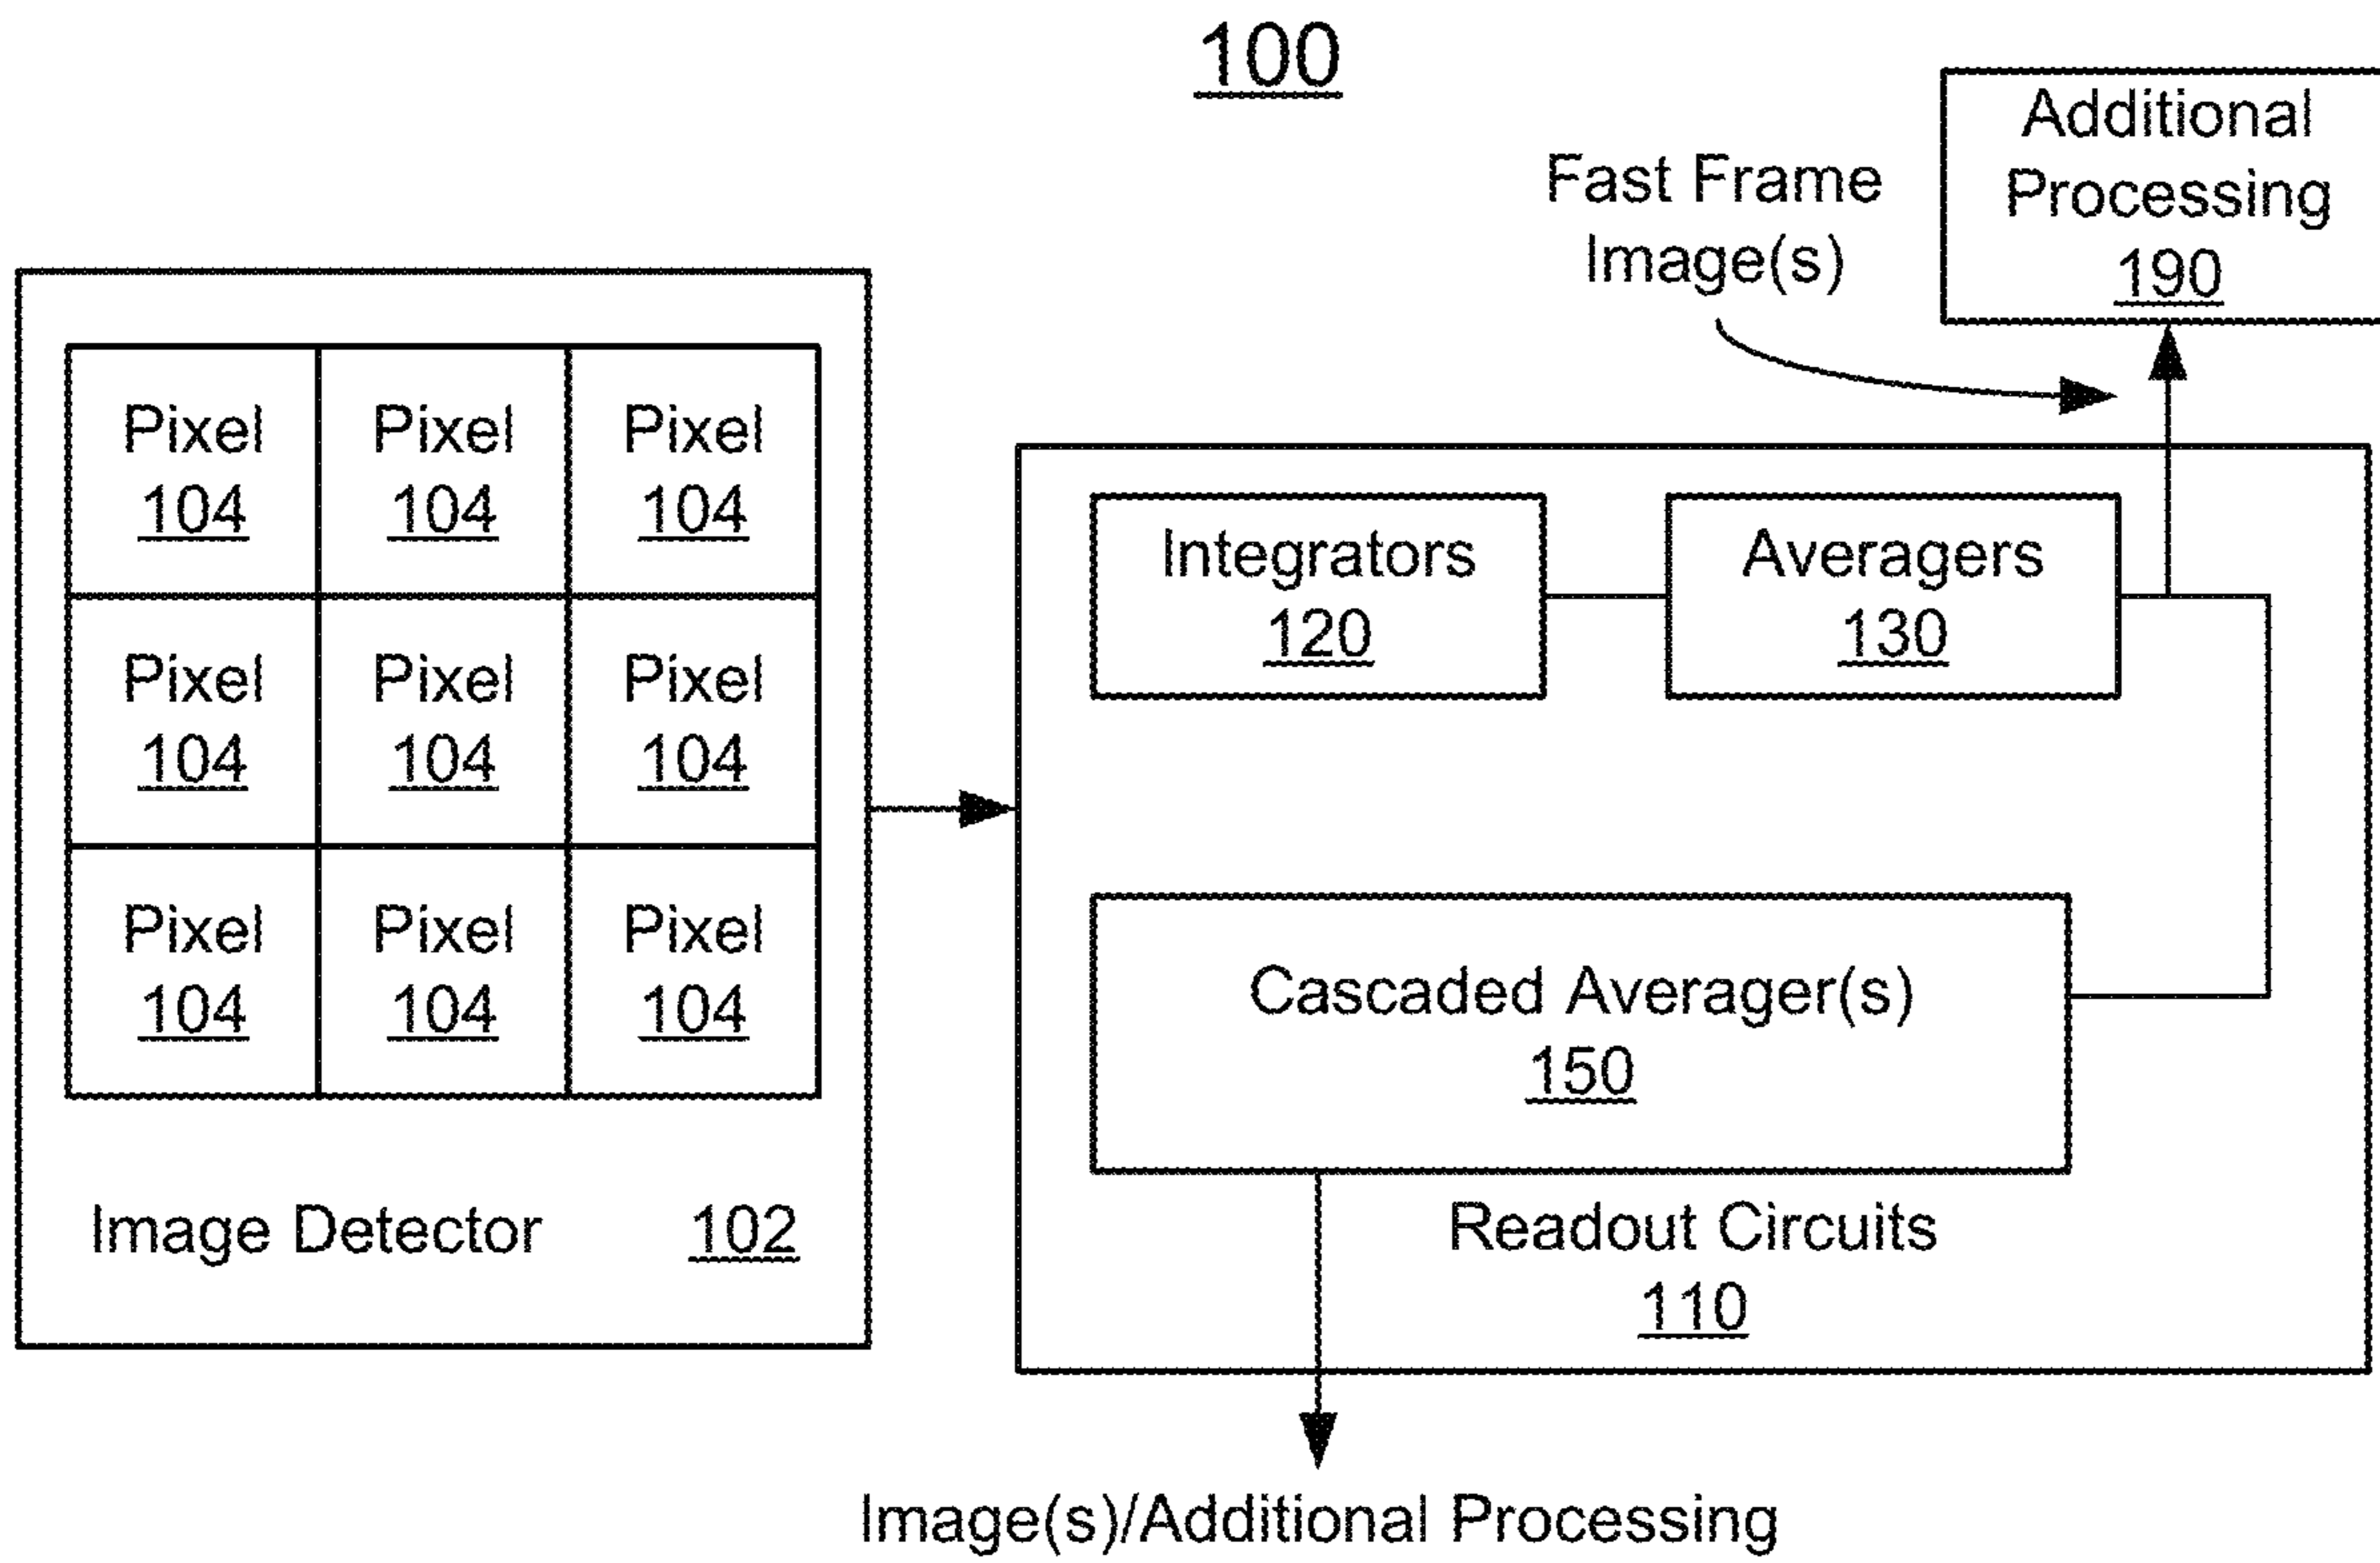 100
Additional
Processing
190
Fast Frame
Image(s)
Pixel Pixel Pixel
104 104 104
Pixel Pixel Pixel
104 104 104
Pixel Pixel Pixel
104 104 104
Image Detector 102
Integrators
120
Averagers
130
Cascaded Averager(s)
150
Readout Circuits
110
Image(s)/Additional Processing